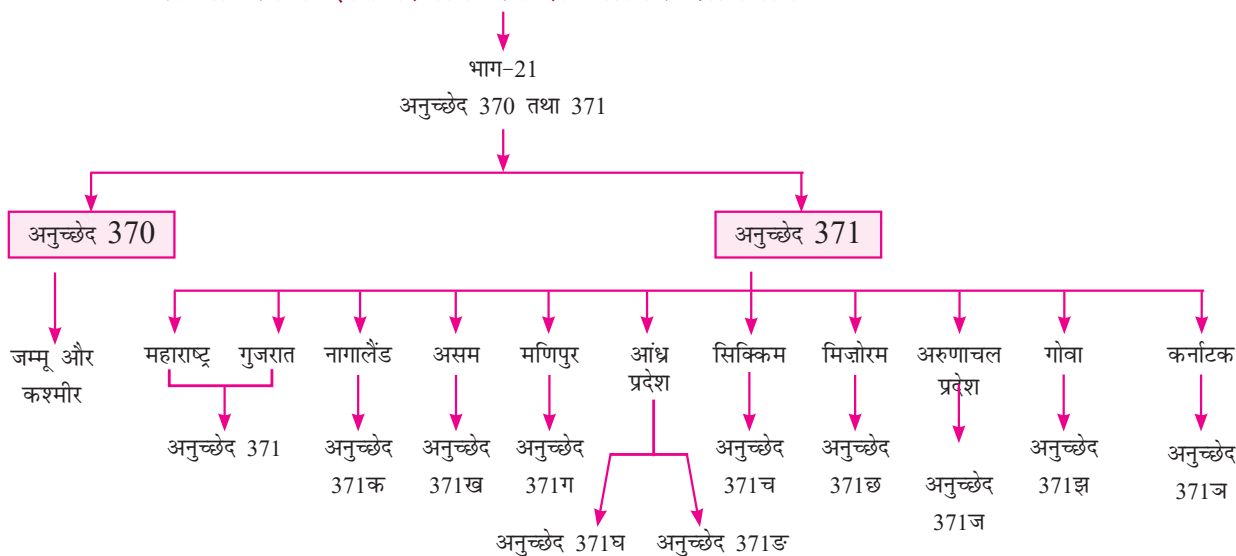 भाग-21
अनुच्छेद 370 तथा 371
अनुच्छेद 370
अनुच्छेद 371
जम्मू और
कश्मीर
महाराष्ट्र
गुजरात
नागालैंड
असम
मणिपुर
आंध्र
प्रदेश
सिक्किम
मिज़ोरम
अरुणाचल
प्रदेश
गोवा
कर्नाटक
अनुच्छेद 371
अनुच्छेद
371क
अनुच्छेद
371ख
अनुच्छेद
371ग
अनुच्छेद 371घ
अनुच्छेद 371ङ
अनुच्छेद
371च
अनुच्छेद
371छ
अनुच्छेद
371ज
अनुच्छेद
371झ
अनुच्छेद
371ञ